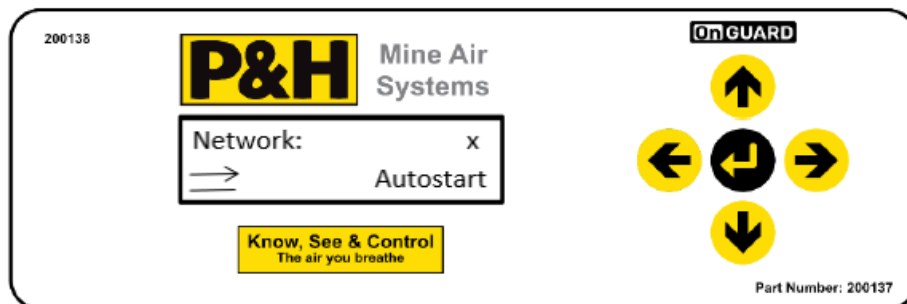 200138
OnGUARD
P&H
Mine Air
Systems
Network: x
Autostart
Know, See & Control
The air you breathe
Part Number: 200137